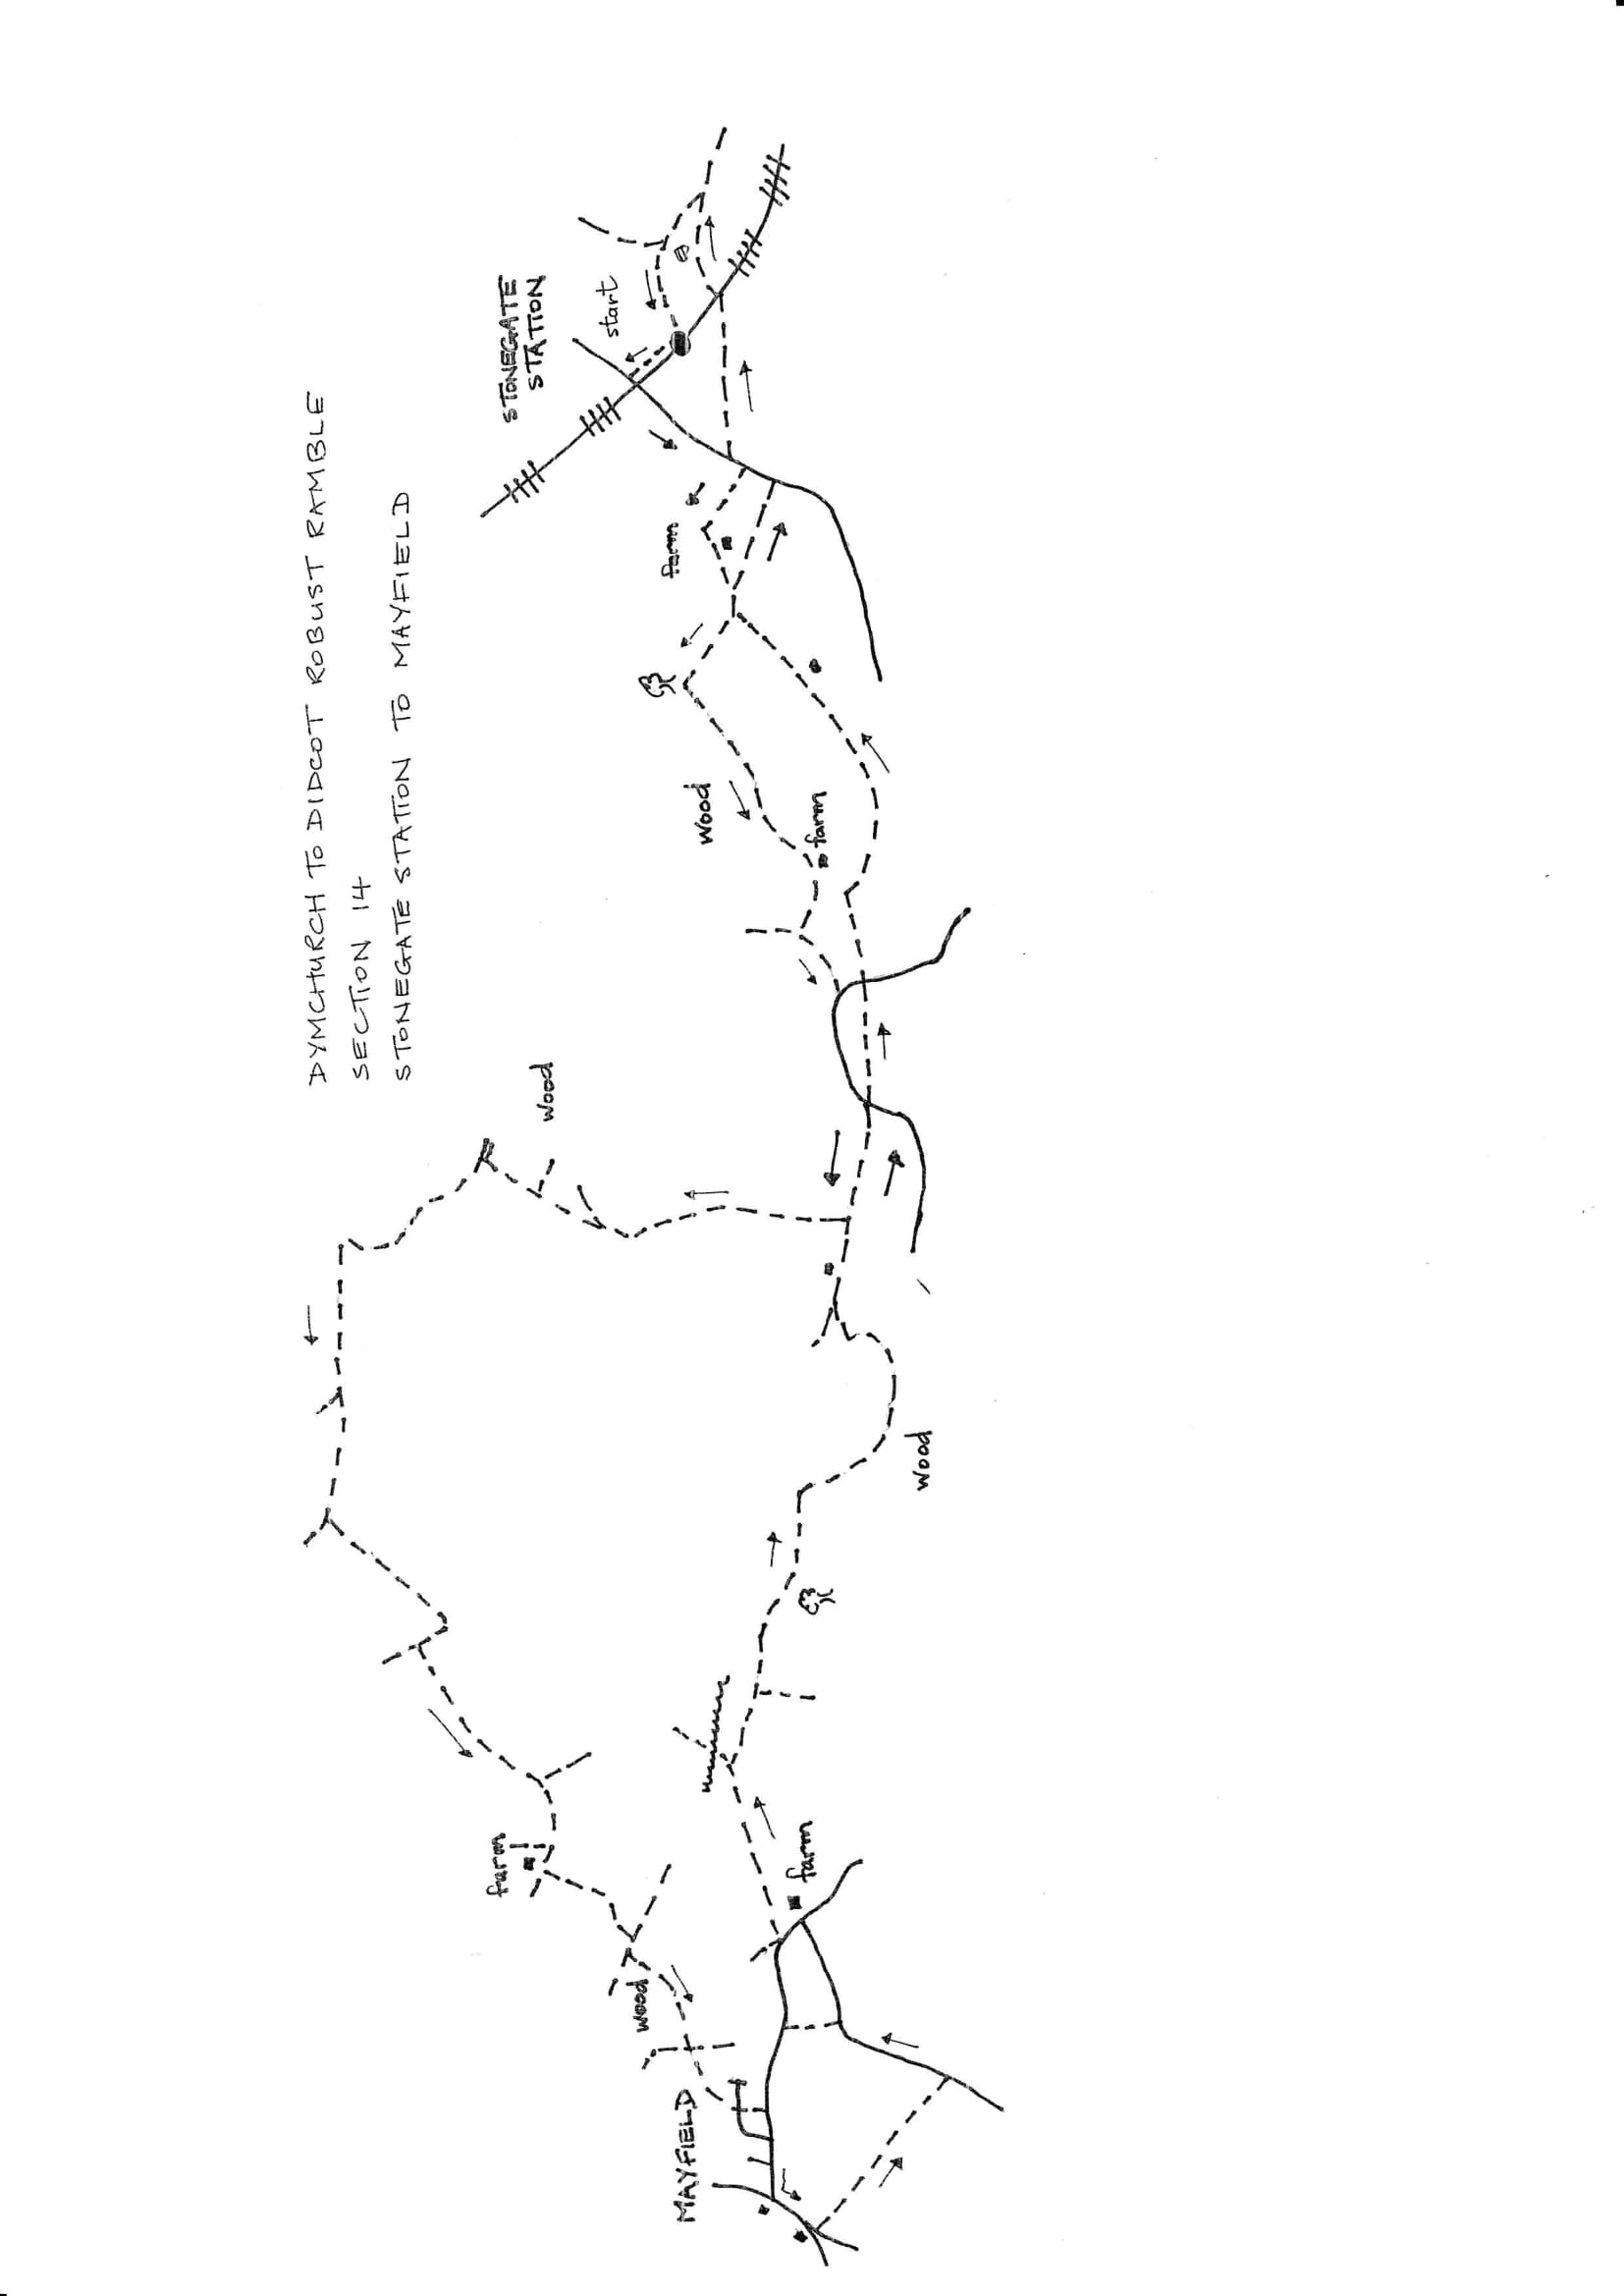 DYMCHURCH TO DIDCOT ROBUST RAMBLE
SECTION 14
STONEGATE STATION TO MAYFIELD
STONEGATE
STATION
start
farm
wood
farm
wood
wood
farm
wood
MAYFIELD
farm
wood